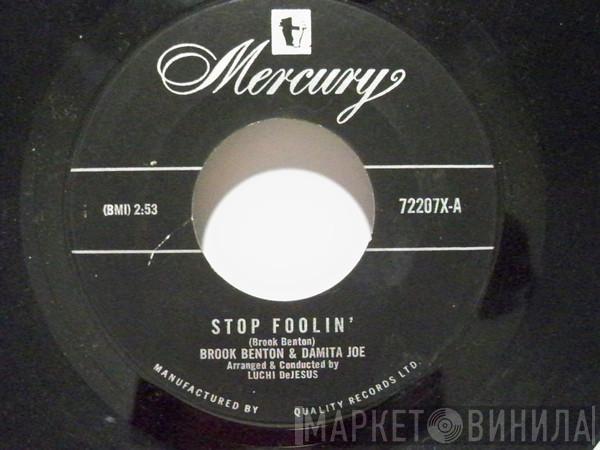 Mercury
(BMI) 2:53
72207X-A
STOP FOOLIN'
(Brook Benton)
BROOK BENTON & DAMITA JOE
Arranged & Conducted by
LUCHI DeJESUS
MANUFACTURED BY QUALITY RECORDS LTD.
МАРКЕТ ВИНИЛА